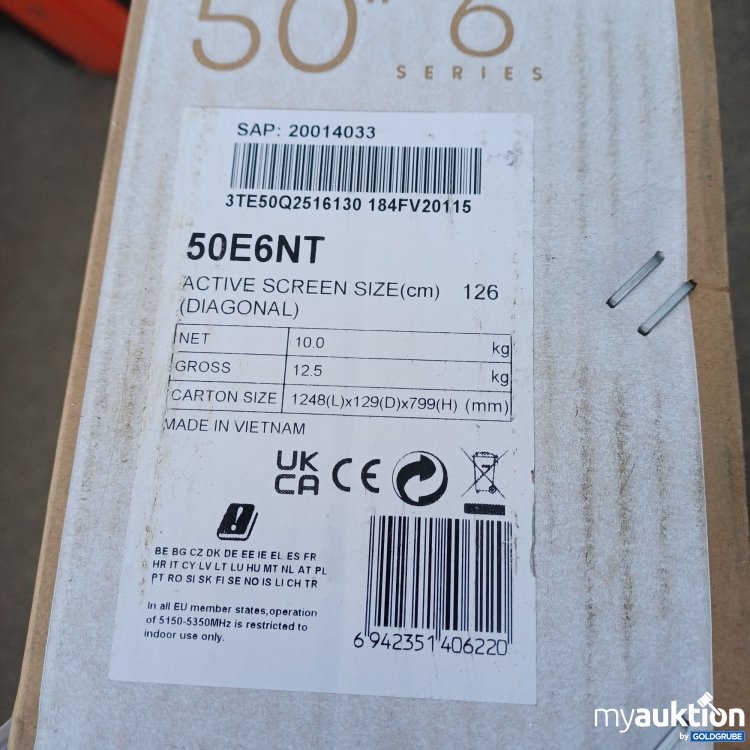 50" 6
SERIES
SAP: 20014033
3TE50Q2516130 184FV20115
50E6NT
ACTIVE SCREEN SIZE(cm) 126
(DIAGONAL)
NET 10.0 kg
GROSS 12.5 kg
CARTON SIZE 1248(L)x129(D)x799(H) (mm)
MADE IN VIETNAM
UK
CA CE
BE BG CZ DK DE EE IE EL ES FR
HR IT CY LV LT LU HU MT NL AT PL
PT RO SI SK FI SE NO IS LI CH TR
In all EU member states,operation
of 5150-5350MHz is restricted to
indoor use only.
6 942351 406220
myauktion
by GOLDGRUBE